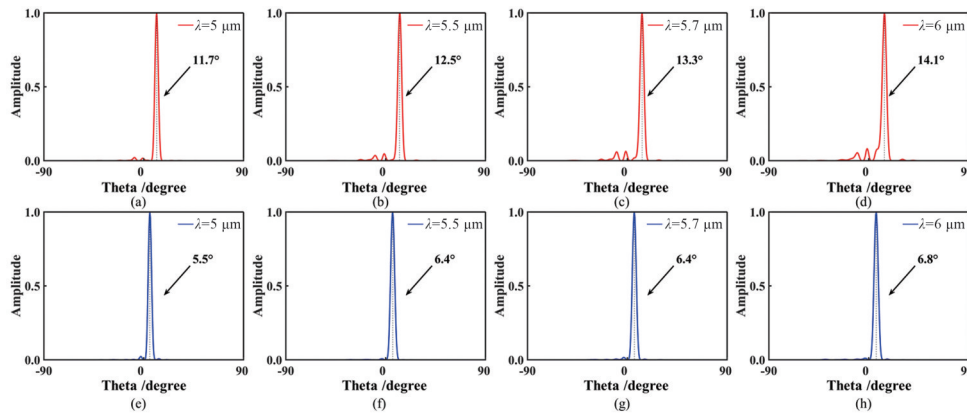 1.0
0.5
0.0
Amplitude
λ=5 µm
11.7°
-90 0 90
Theta /degree
(a)
1.0
0.5
0.0
Amplitude
λ=5.5 µm
12.5°
-90 0 90
Theta /degree
(b)
1.0
0.5
0.0
Amplitude
λ=5.7 µm
13.3°
-90 0 90
Theta /degree
(c)
1.0
0.5
0.0
Amplitude
λ=6 µm
14.1°
-90 0 90
Theta /degree
(d)
1.0
0.5
0.0
Amplitude
λ=5 µm
5.5°
-90 0 90
Theta /degree
(e)
1.0
0.5
0.0
Amplitude
λ=5.5 µm
6.4°
-90 0 90
Theta /degree
(f)
1.0
0.5
0.0
Amplitude
λ=5.7 µm
6.4°
-90 0 90
Theta /degree
(g)
1.0
0.5
0.0
Amplitude
λ=6 µm
6.8°
-90 0 90
Theta /degree
(h)